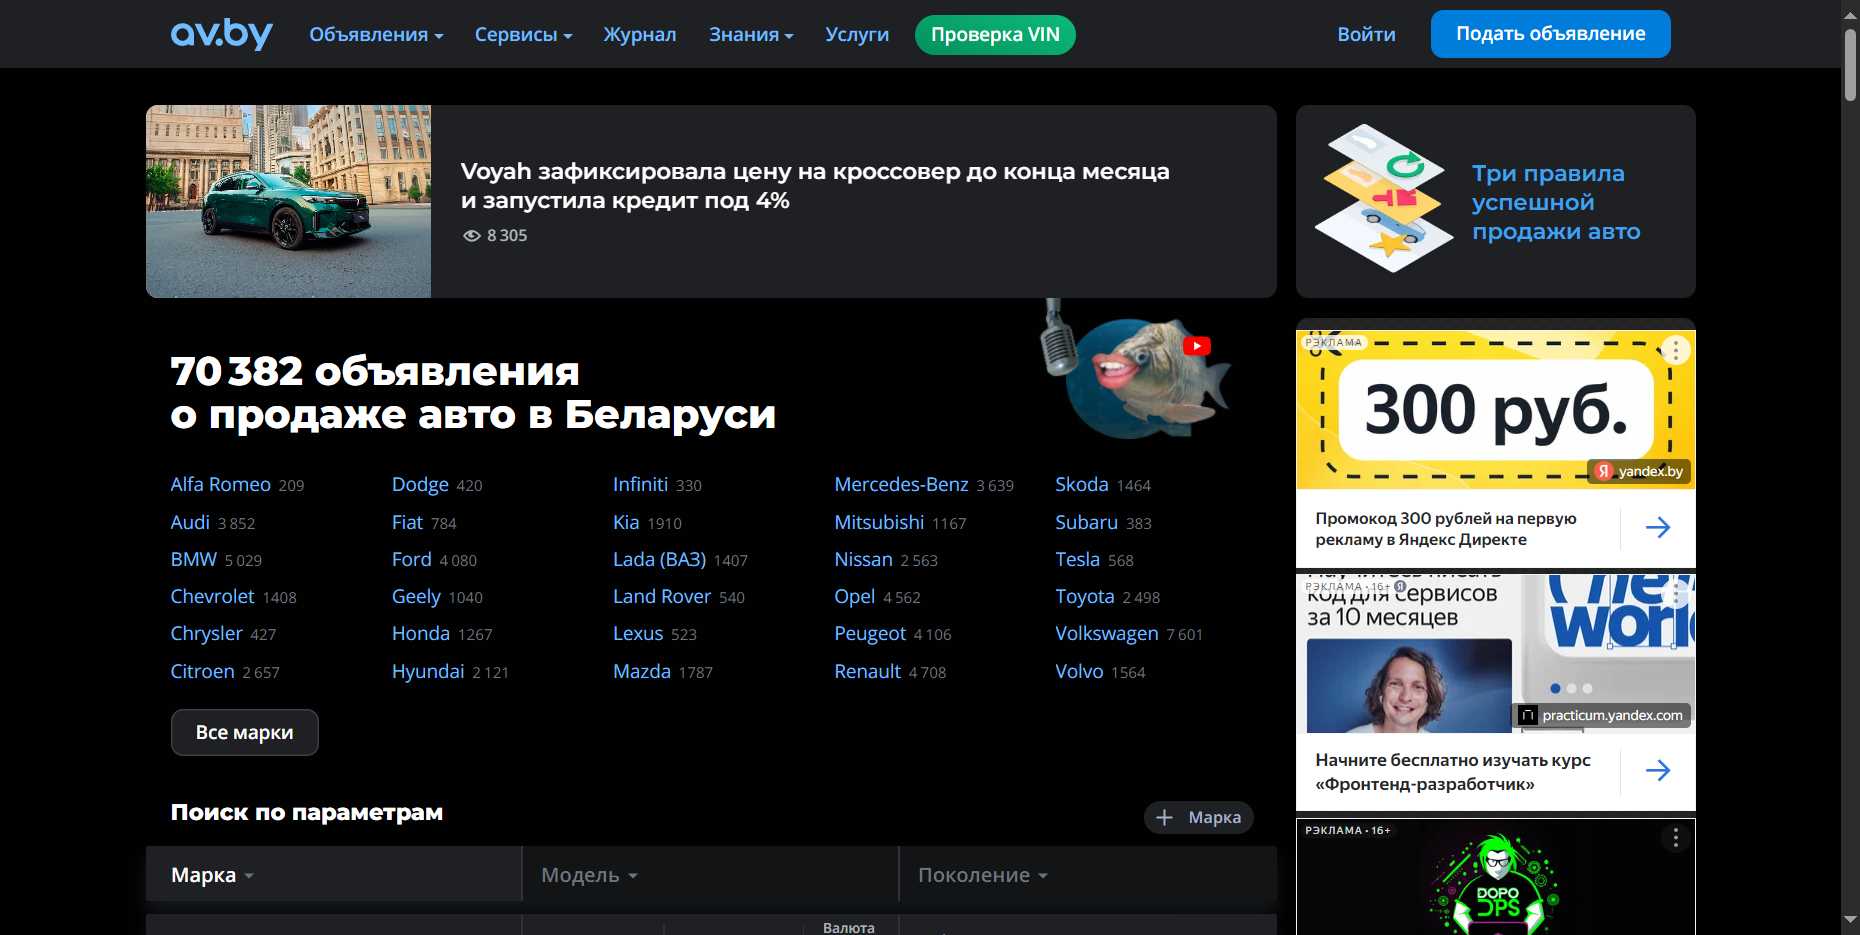 av.by
Объявления
Сервисы
Журнал
Знания
Услуги
Проверка VIN
Войти
Подать объявление
Voyah зафиксировала цену на кроссовер до конца месяца
и запустила кредит под 4%
8 305
Три правила
успешной
продажи авто
70 382 объявления
о продаже авто в Беларуси
Alfa Romeo 209
Dodge 420
Infiniti 330
Mercedes-Benz 3 639
Skoda 1464
Audi 3 852
Fiat 784
Kia 1910
Mitsubishi 1167
Subaru 383
BMW 5 029
Ford 4 080
Lada (ВАЗ) 1407
Nissan 2 563
Tesla 568
Chevrolet 1408
Geely 1040
Land Rover 540
Opel 4 562
Toyota 2 498
Chrysler 427
Honda 1267
Lexus 523
Peugeot 4 106
Volkswagen 7 601
Citroen 2 657
Hyundai 2 121
Mazda 1787
Renault 4 708
Volvo 1564
Все марки
Поиск по параметрам
Марка
Марка
Модель
Поколение
Валюта
РЭКЛАМА
300 руб.
Я yandex.by
Промокод 300 рублей на первую
рекламу в Яндекс Директе
РЭКЛАМА • 16+ Я
код для сервисов
за 10 месяцев
world
practicum.yandex.com
Начните бесплатно изучать курс
«Фронтенд-разработчик»
РЭКЛАМА • 16+
DOPO
DPS